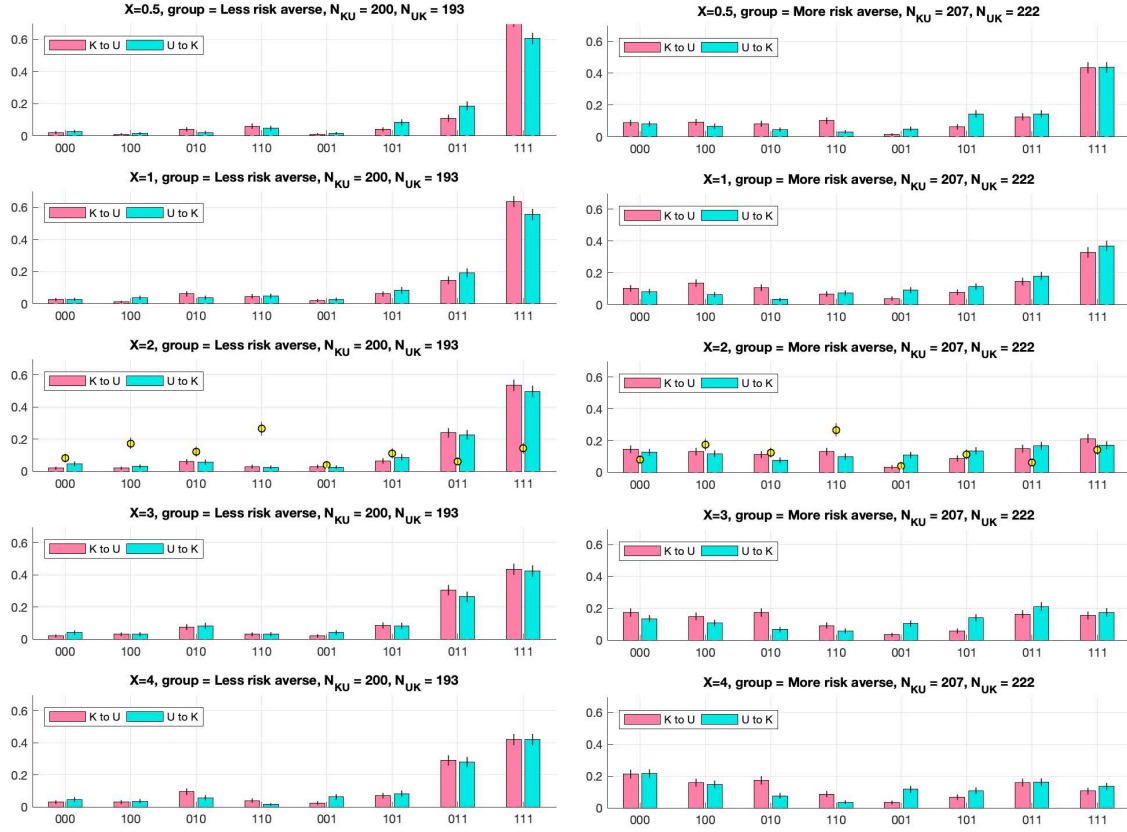 X=0.5, group = Less risk averse, N_KU = 200, N_UK = 193
K to U U to K
0.6
0.4
0.2
0
000 100 010 110 001 101 011 111
X=0.5, group = More risk averse, N_KU = 207, N_UK = 222
K to U U to K
0.6
0.4
0.2
0
000 100 010 110 001 101 011 111
X=1, group = Less risk averse, N_KU = 200, N_UK = 193
K to U U to K
0.6
0.4
0.2
0
000 100 010 110 001 101 011 111
X=1, group = More risk averse, N_KU = 207, N_UK = 222
K to U U to K
0.6
0.4
0.2
0
000 100 010 110 001 101 011 111
X=2, group = Less risk averse, N_KU = 200, N_UK = 193
K to U U to K
0.6
0.4
0.2
0
000 100 010 110 001 101 011 111
X=2, group = More risk averse, N_KU = 207, N_UK = 222
K to U U to K
0.6
0.4
0.2
0
000 100 010 110 001 101 011 111
X=3, group = Less risk averse, N_KU = 200, N_UK = 193
K to U U to K
0.6
0.4
0.2
0
000 100 010 110 001 101 011 111
X=3, group = More risk averse, N_KU = 207, N_UK = 222
K to U U to K
0.6
0.4
0.2
0
000 100 010 110 001 101 011 111
X=4, group = Less risk averse, N_KU = 200, N_UK = 193
K to U U to K
0.6
0.4
0.2
0
000 100 010 110 001 101 011 111
X=4, group = More risk averse, N_KU = 207, N_UK = 222
K to U U to K
0.6
0.4
0.2
0
000 100 010 110 001 101 011 111